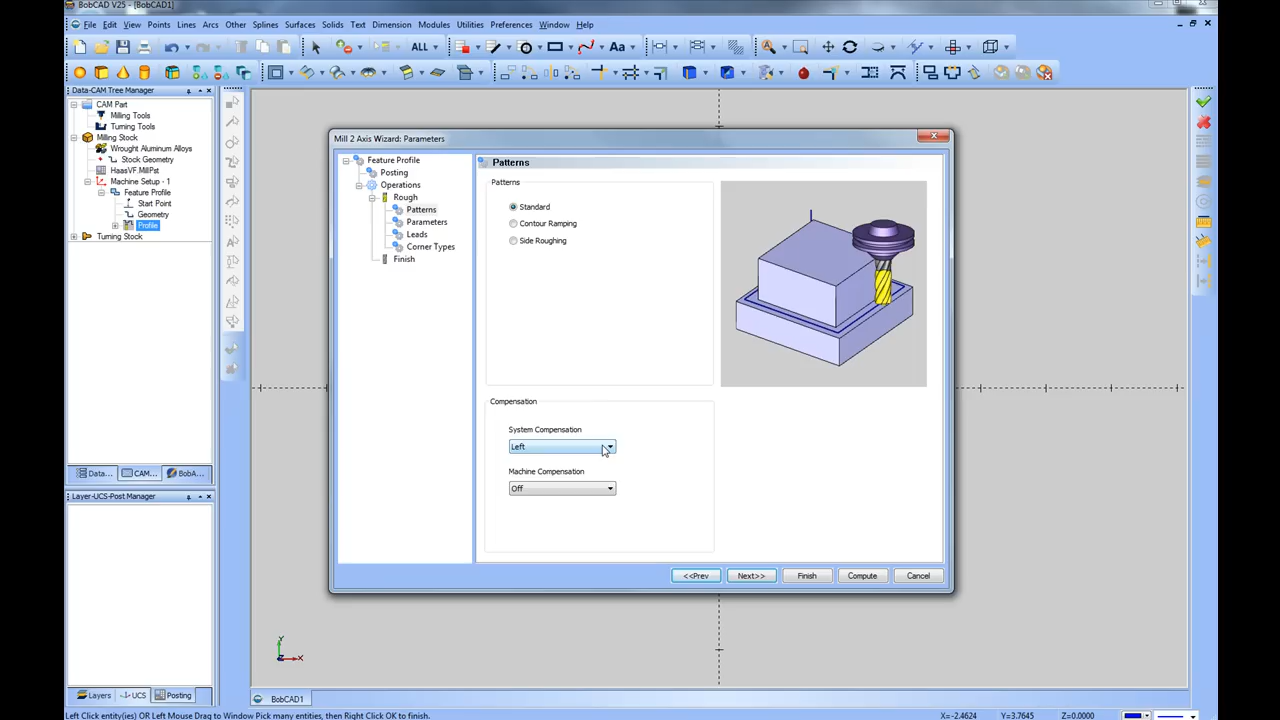 BobCAD V25 - [BobCAD1]
File Edit View Points Lines Arcs Other Splines Surfaces Solids Text Dimension Modules Utilities Preferences Window Help
ALL
Aa
Data-CAM Tree Manager
CAM Part
Milling Tools
Turning Tools
Milling Stock
Wrought Aluminum Alloys
Stock Geometry
HaasVF.MillPst
Machine Setup - 1
Feature Profile
Start Point
Geometry
Profile
Turning Stock
Data... CAM... BobA...
Layer-UCS-Post Manager
Layers UCS Posting
Mill 2 Axis Wizard: Parameters
Feature Profile
Posting
Operations
Rough
Patterns
Parameters
Leads
Corner Types
Finish
Patterns
Patterns
Standard
Contour Ramping
Side Roughing
Compensation
System Compensation
Left
Machine Compensation
Off
<<Prev Next>> Finish Compute Cancel
Y
X
BobCAD1
Left Click entity(ies) OR Left Mouse Drag to Window Pick many entities, then Right Click OK to finish.
X=-2.4624 Y=3.7645 Z=0.0000